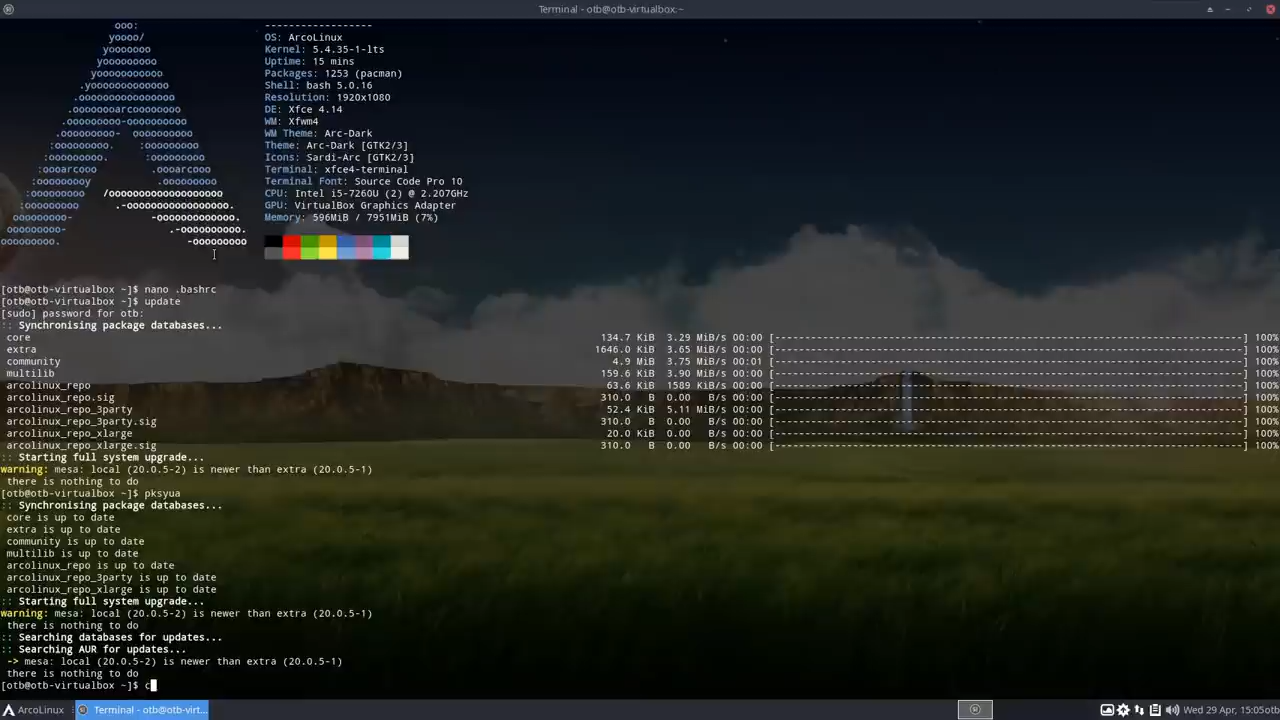 Terminal - otb@otb-virtualbox:~
-----------------
OS: ArcoLinux
Kernel: 5.4.35-1-lts
Uptime: 15 mins
Packages: 1253 (pacman)
Shell: bash 5.0.16
Resolution: 1920x1080
DE: Xfce 4.14
WM: Xfwm4
WM Theme: Arc-Dark
Theme: Arc-Dark [GTK2/3]
Icons: Sardi-Arc [GTK2/3]
Terminal: xfce4-terminal
Terminal Font: Source Code Pro 10
CPU: Intel i5-7260U (2) @ 2.207GHz
GPU: VirtualBox Graphics Adapter
Memory: 596MiB / 7951MiB (7%)
[otb@otb-virtualbox ~]$ nano .bashrc
[otb@otb-virtualbox ~]$ update
[sudo] password for otb:
:: Synchronising package databases...
core 134.7 KiB 3.29 MiB/s 00:00 [---------------------------------------] 100%
extra 1646.0 KiB 3.65 MiB/s 00:00 [---------------------------------------] 100%
community 4.9 MiB 3.75 MiB/s 00:01 [---------------------------------------] 100%
multilib 159.6 KiB 3.90 MiB/s 00:00 [---------------------------------------] 100%
arcolinux_repo 63.6 KiB 1589 KiB/s 00:00 [---------------------------------------] 100%
arcolinux_repo.sig 310.0 B 0.00 B/s 00:00 [---------------------------------------] 100%
arcolinux_repo_3party 52.4 KiB 5.11 MiB/s 00:00 [---------------------------------------] 100%
arcolinux_repo_3party.sig 310.0 B 0.00 B/s 00:00 [---------------------------------------] 100%
arcolinux_repo_xlarge 20.0 KiB 0.00 B/s 00:00 [---------------------------------------] 100%
arcolinux_repo_xlarge.sig 310.0 B 0.00 B/s 00:00 [---------------------------------------] 100%
:: Starting full system upgrade...
warning: mesa: local (20.0.5-2) is newer than extra (20.0.5-1)
there is nothing to do
[otb@otb-virtualbox ~]$ pksyua
:: Synchronising package databases...
core is up to date
extra is up to date
community is up to date
multilib is up to date
arcolinux_repo is up to date
arcolinux_repo_3party is up to date
arcolinux_repo_xlarge is up to date
:: Starting full system upgrade...
warning: mesa: local (20.0.5-2) is newer than extra (20.0.5-1)
there is nothing to do
:: Searching databases for updates...
:: Searching AUR for updates...
-> mesa: local (20.0.5-2) is newer than extra (20.0.5-1)
there is nothing to do
[otb@otb-virtualbox ~]$ c
ArcoLinux
Terminal - otb@otb-virt...
Wed 29 Apr, 15:05 otb